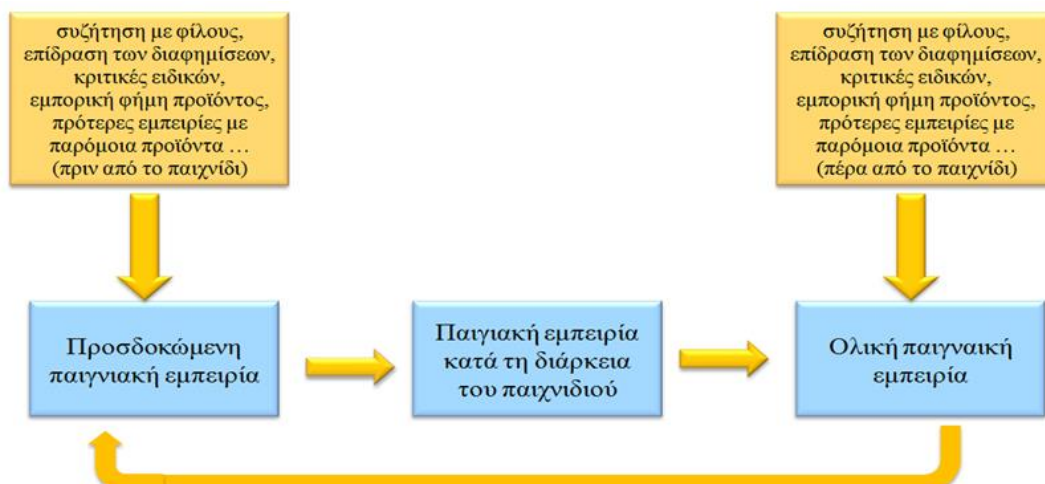 συζήτηση με φίλους,
επίδραση των διαφημίσεων,
κριτικές ειδικών,
εμπορική φήμη προϊόντος,
πρότερες εμπειρίες με
παρόμοια προϊόντα ...
(πριν από το παιχνίδι)
συζήτηση με φίλους,
επίδραση των διαφημίσεων,
κριτικές ειδικών,
εμπορική φήμη προϊόντος,
πρότερες εμπειρίες με
παρόμοια προϊόντα ...
(πέρα από το παιχνίδι)
Προσδοκώμενη
παιγνιακή εμπειρία
Παιγιακή εμπειρία
κατά τη διάρκεια
του παιχνιδιού
Ολική παιγναική
εμπειρία